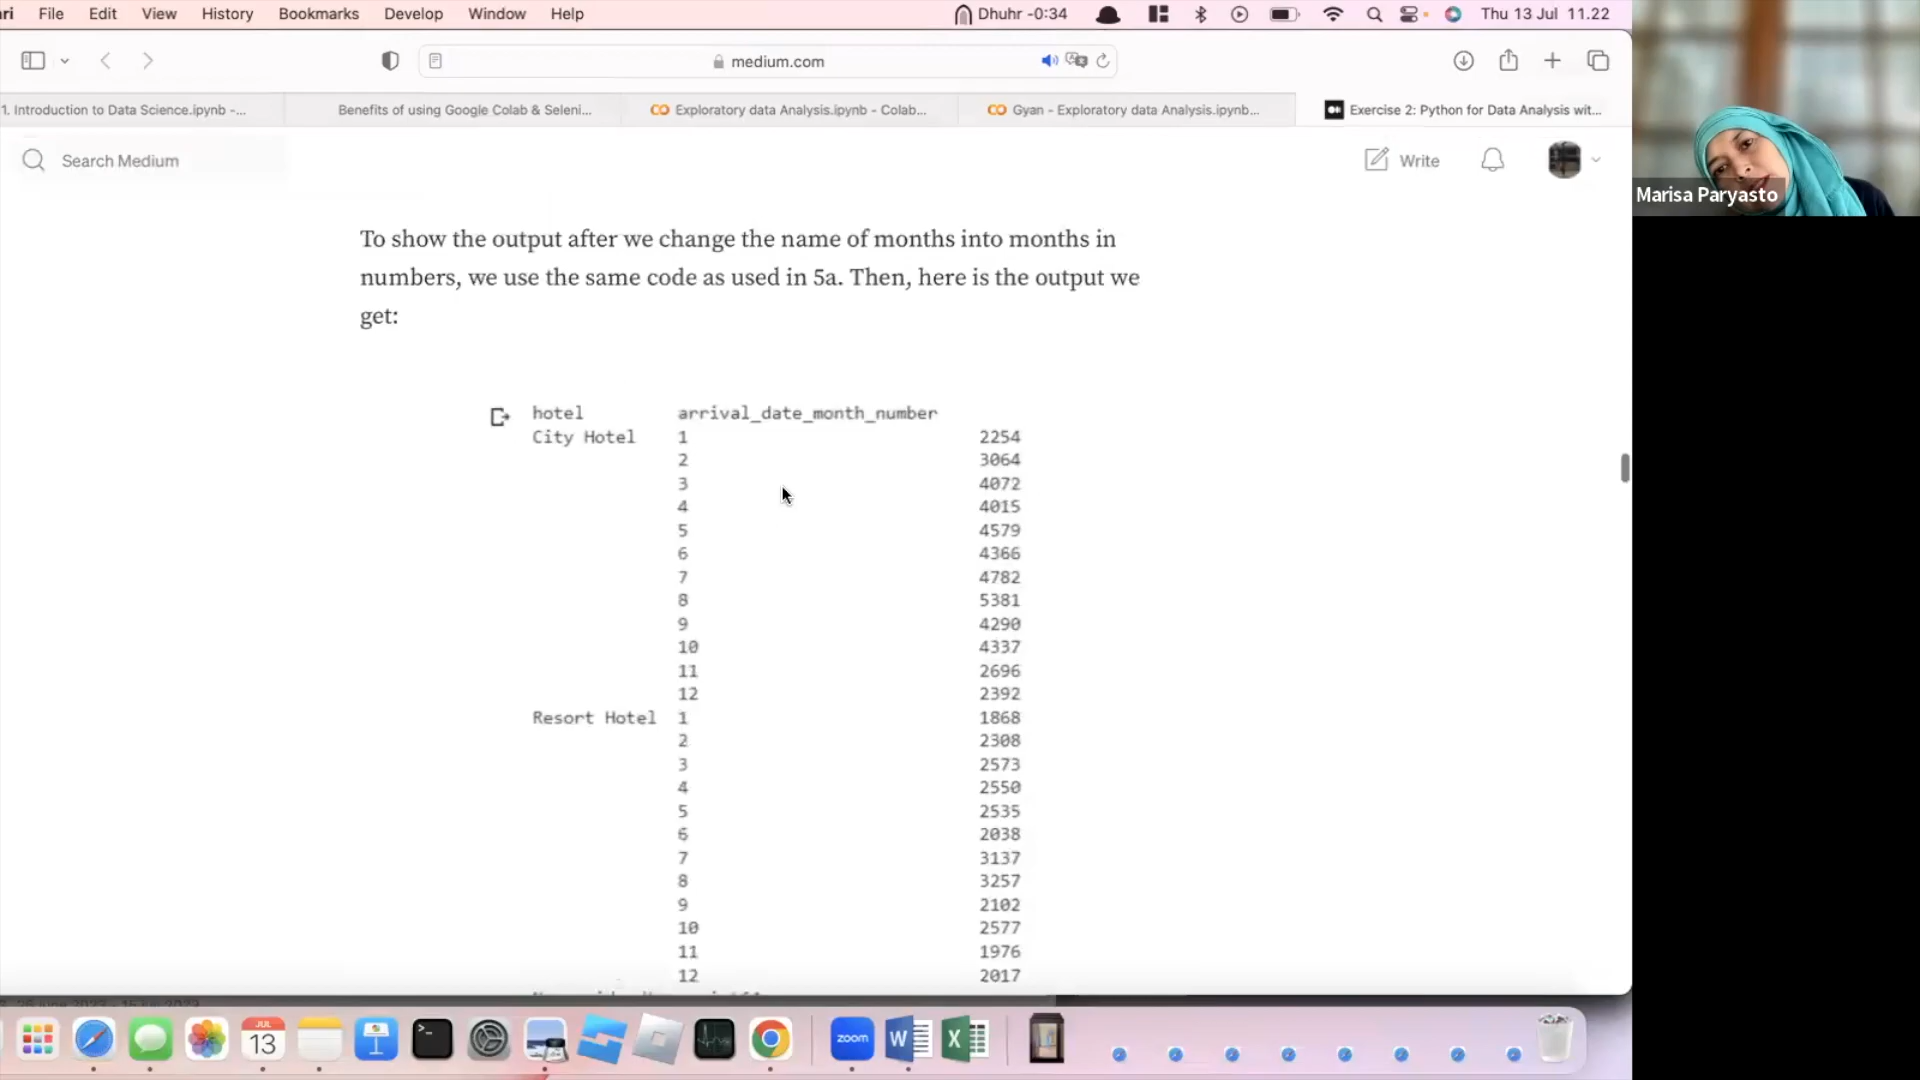 ri File Edit View History Bookmarks Develop Window Help Dhuhr -0:34 Thu 13 Jul 11.22
medium.com
1. Introduction to Data Science.ipynb -... Benefits of using Google Colab & Seleni... Exploratory data Analysis.ipynb - Colab... Gyan - Exploratory data Analysis.ipynb... Exercise 2: Python for Data Analysis wit...
Search Medium Write
Marisa Paryasto
To show the output after we change the name of months into months in
numbers, we use the same code as used in 5a. Then, here is the output we
get:
hotel arrival_date_month_number
City Hotel 1 2254
2 3064
3 4072
4 4015
5 4579
6 4366
7 4782
8 5381
9 4290
10 4337
11 2696
12 2392
Resort Hotel 1 1868
2 2308
3 2573
4 2550
5 2535
6 2038
7 3137
8 3257
9 2102
10 2577
11 1976
12 2017
JUL
13
zoom
W
X